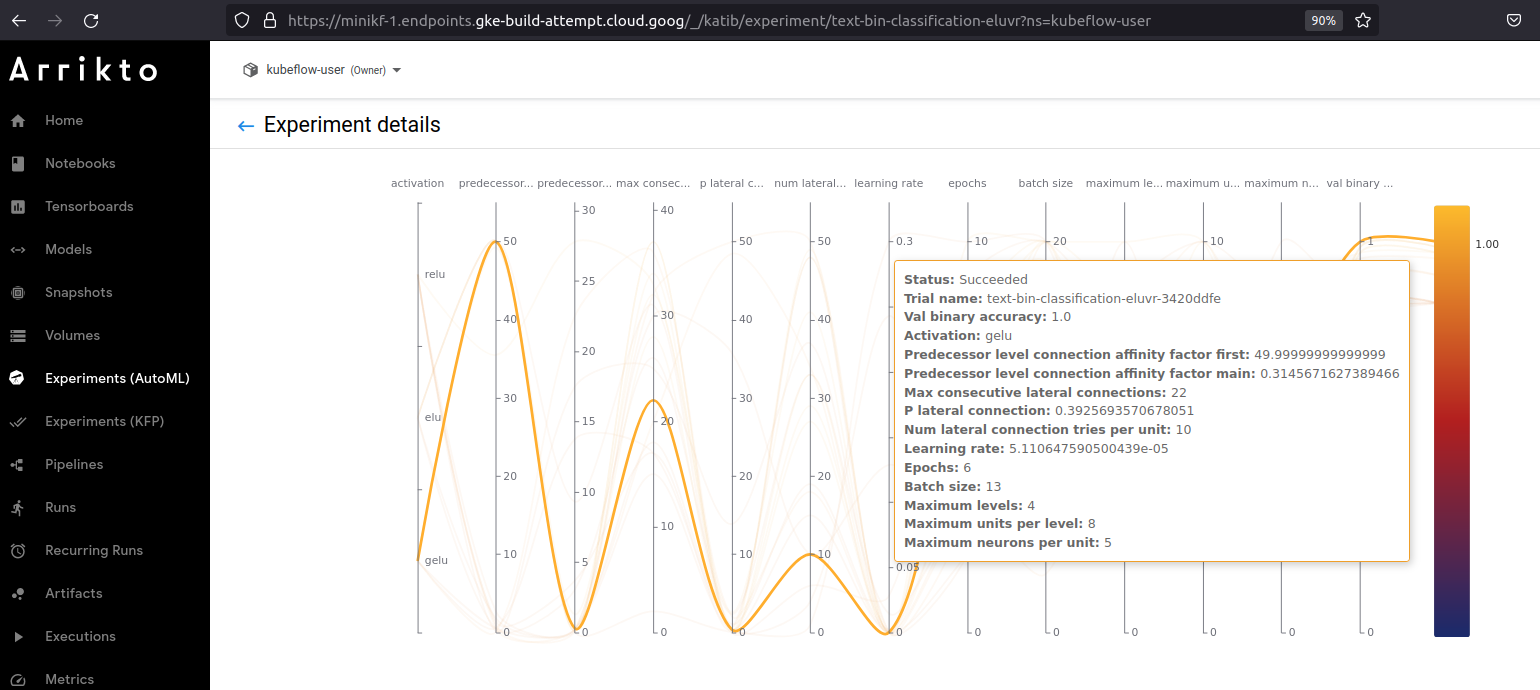 https://minikf-1.endpoints.gke-build-attempt.cloud.goog/_/katib/experiment/text-bin-classification-eluvr?ns=kubeflow-user
90%
Arrikto
kubeflow-user (Owner)
Home
Notebooks
Tensorboards
Models
Snapshots
Volumes
Experiments (AutoML)
Experiments (KFP)
Pipelines
Runs
Recurring Runs
Artifacts
Executions
Metrics
Experiment details
activation predecessor... predecessor... max consec... p lateral c... num lateral... learning rate epochs batch size maximum le... maximum u... maximum n... val binary ...
relu
elu
gelu
50
40
30
20
10
0
30
25
20
15
10
5
0
40
30
20
10
0
50
40
30
20
10
0
50
40
30
20
10
0
0.3
0.05
0
10
0
20
0
0
10
0
0
1
0
1.00
Status: Succeeded
Trial name: text-bin-classification-eluvr-3420ddfe
Val binary accuracy: 1.0
Activation: gelu
Predecessor level connection affinity factor first: 49.99999999999999
Predecessor level connection affinity factor main: 0.3145671627389466
Max consecutive lateral connections: 22
P lateral connection: 0.3925693570678051
Num lateral connection tries per unit: 10
Learning rate: 5.110647590500439e-05
Epochs: 6
Batch size: 13
Maximum levels: 4
Maximum units per level: 8
Maximum neurons per unit: 5